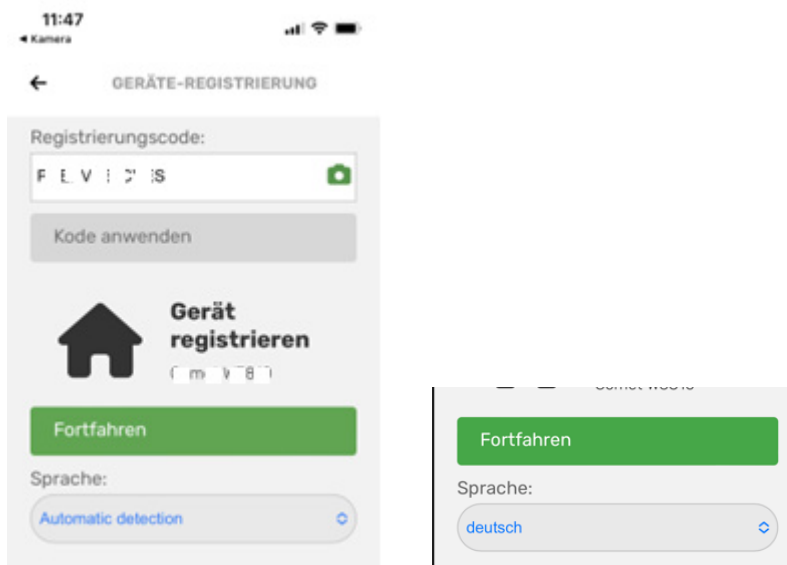 11:47
Kamera
GERÄTE-REGISTRIERUNG
Registrierungscode:
Kode anwenden
Gerät
registrieren
Fortfahren
Sprache:
Automatic detection
Fortfahren
Sprache:
deutsch